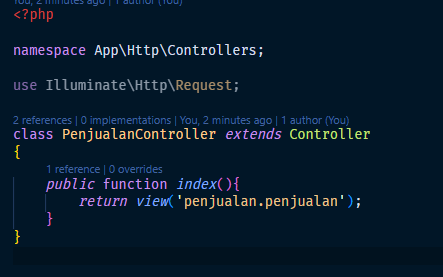 You, 2 minutes ago | 1 author (You)
<?php
namespace App\Http\Controllers;
use Illuminate\Http\Request;
2 references | 0 implementations | You, 2 minutes ago | 1 author (You)
class PenjualanController extends Controller
{
1 reference | 0 overrides
public function index(){
return view('penjualan.penjualan');
}
}